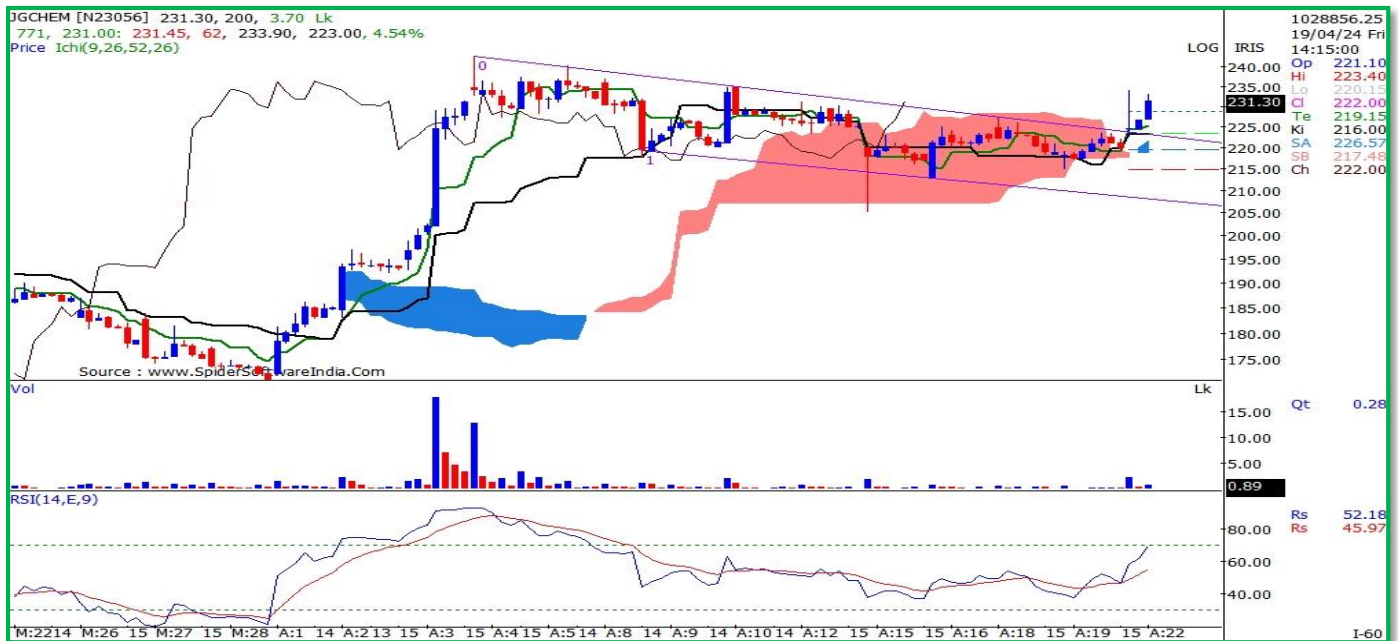 JGCHEM [N23056] 231.30, 200, 3.70 Lk
771, 231.00: 231.45, 62, 233.90, 223.00, 4.54%
Price Ichi(9,26,52,26)
LOG IRIS
1028856.25
19/04/24 Fri
14:15:00
Op 221.10
Hi 223.40
Lo 220.15
Cl 222.00
Te 219.15
Ki 216.00
SA 226.57
SB 217.48
Ch 222.00
240.00
235.00
231.30
225.00
220.00
215.00
210.00
205.00
200.00
195.00
190.00
185.00
180.00
175.00
0
1
Source : www.SpiderSoftwareIndia.Com
Vol
Lk
15.00
10.00
5.00
0.89
Qt 0.28
RSI(14,E,9)
80.00
60.00
40.00
Rs 52.18
Rs 45.97
M:2214 M:26 15 M:27 15 M:28 A:1 14 A:213 15 A:3 15 A:4 15 A:5 14 A:8 15 A:9 14 A:10 14 A:12 15 A:15 15 A:16 15 A:18 15 A:19 15 A:22
I-60